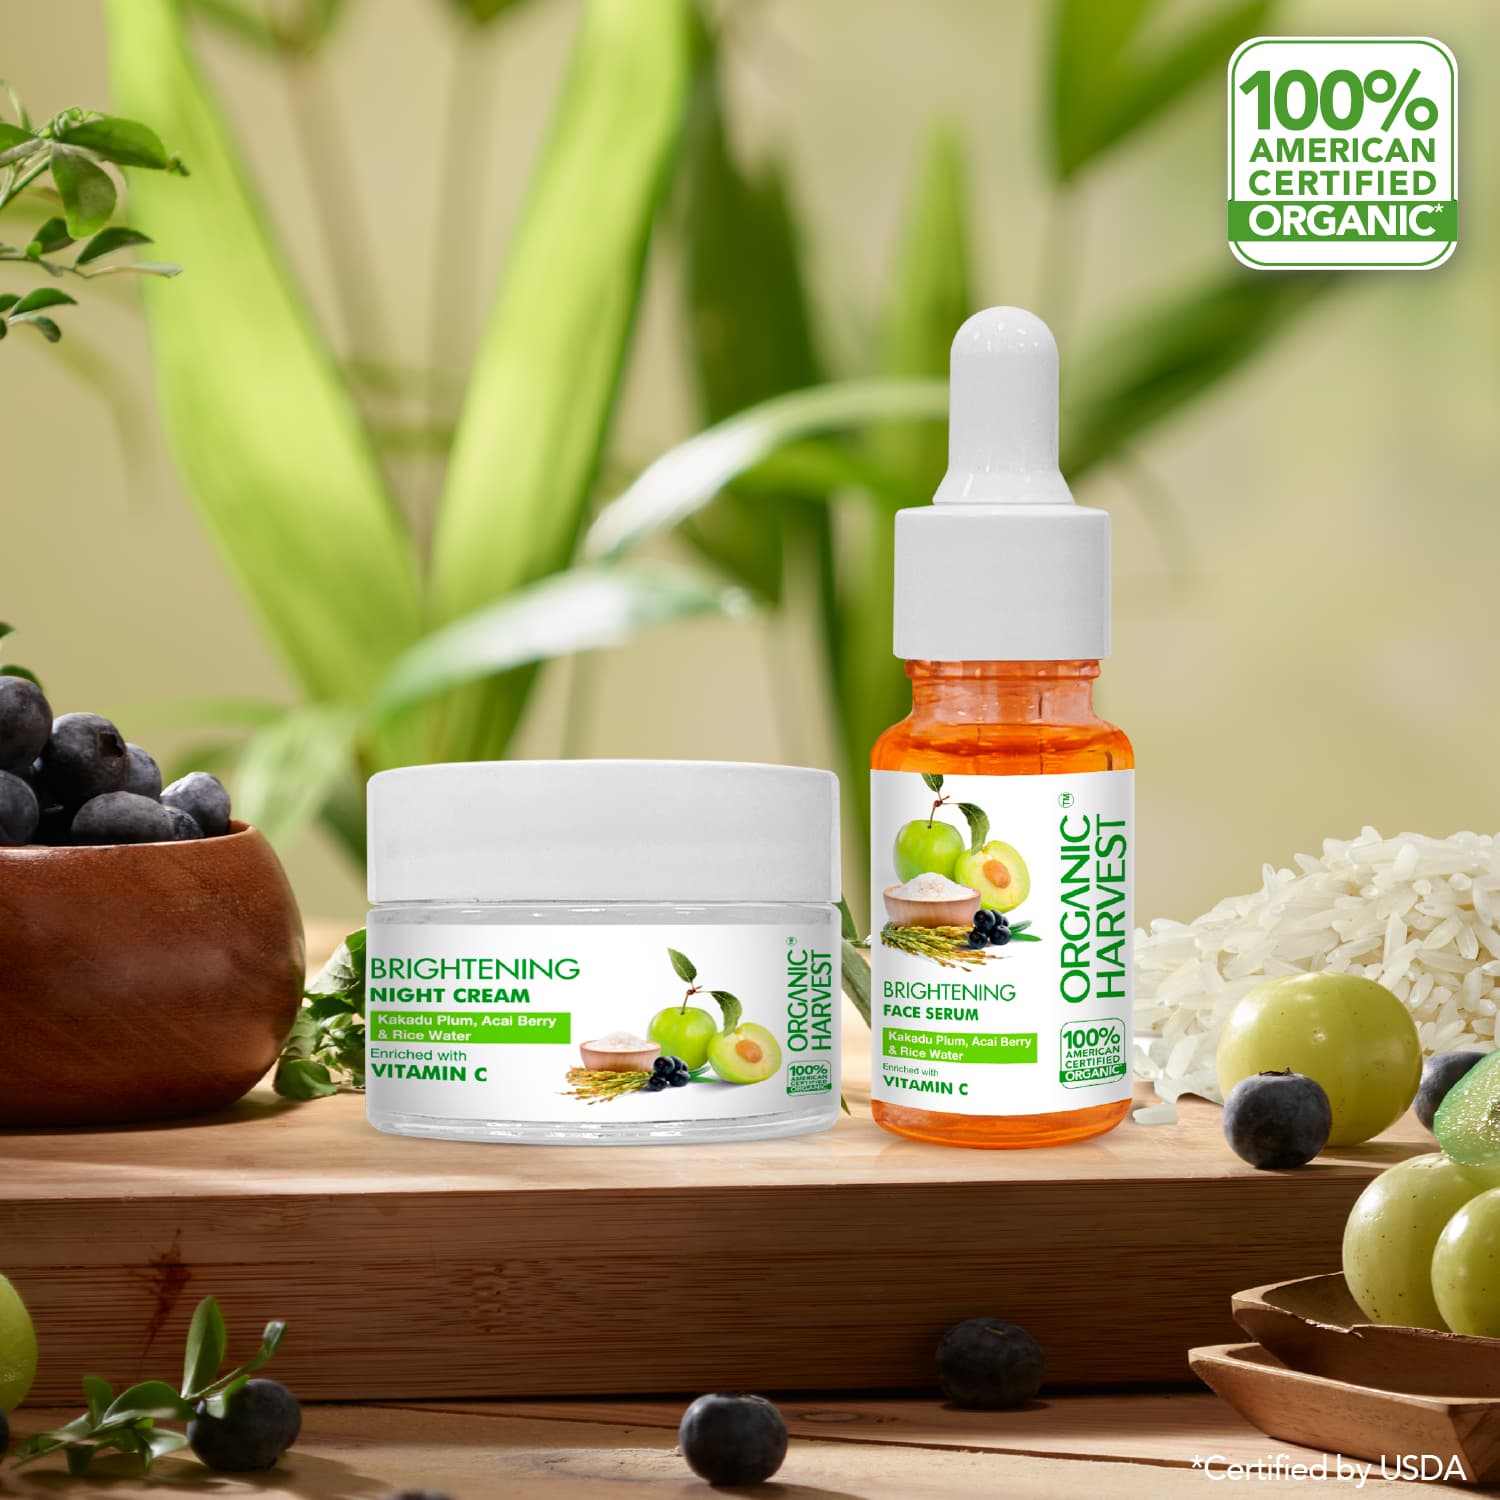 100%
AMERICAN
CERTIFIED
ORGANIC*
BRIGHTENING
NIGHT CREAM
Kakadu Plum, Acai Berry
& Rice Water
Enriched with
VITAMIN C
ORGANIC®
HARVEST
100%
AMERICAN
CERTIFIED
ORGANIC
BRIGHTENING
FACE SERUM
Kakadu Plum, Acai Berry
& Rice Water
Enriched with
VITAMIN C
ORGANIC™
HARVEST
100%
AMERICAN
CERTIFIED
ORGANIC
*Certified by USDA